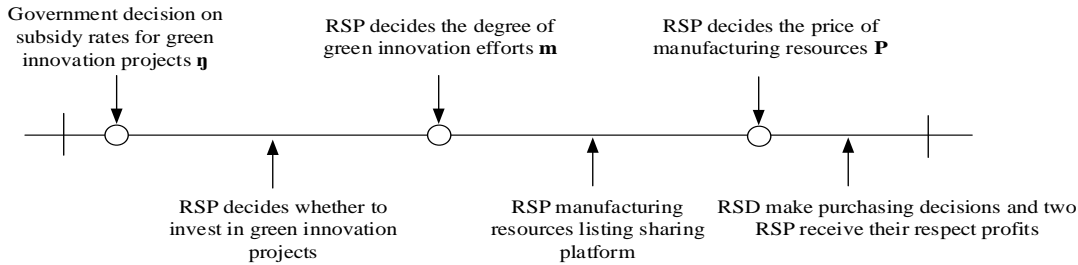 Government decision on
subsidy rates for green
innovation projects ŋ
RSP decides the degree of
green innovation efforts m
RSP decides the price of
manufacturing resources P
RSP decides whether to
invest in green innovation
projects
RSP manufacturing
resources listing sharing
platform
RSD make purchasing decisions and two
RSP receive their respect profits